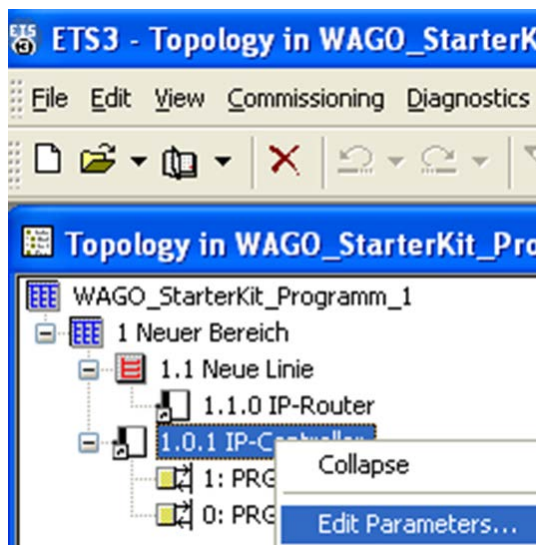 ETS3 - Topology in WAGO_StarterK
File Edit View Commissioning Diagnostics
Topology in WAGO_StarterKit_Pro
WAGO_StarterKit_Programm_1
1 Neuer Bereich
1.1 Neue Linie
1.1.0 IP-Router
1.0.1 IP-Controller
Collapse
1: PRG
0: PRG
Edit Parameters...